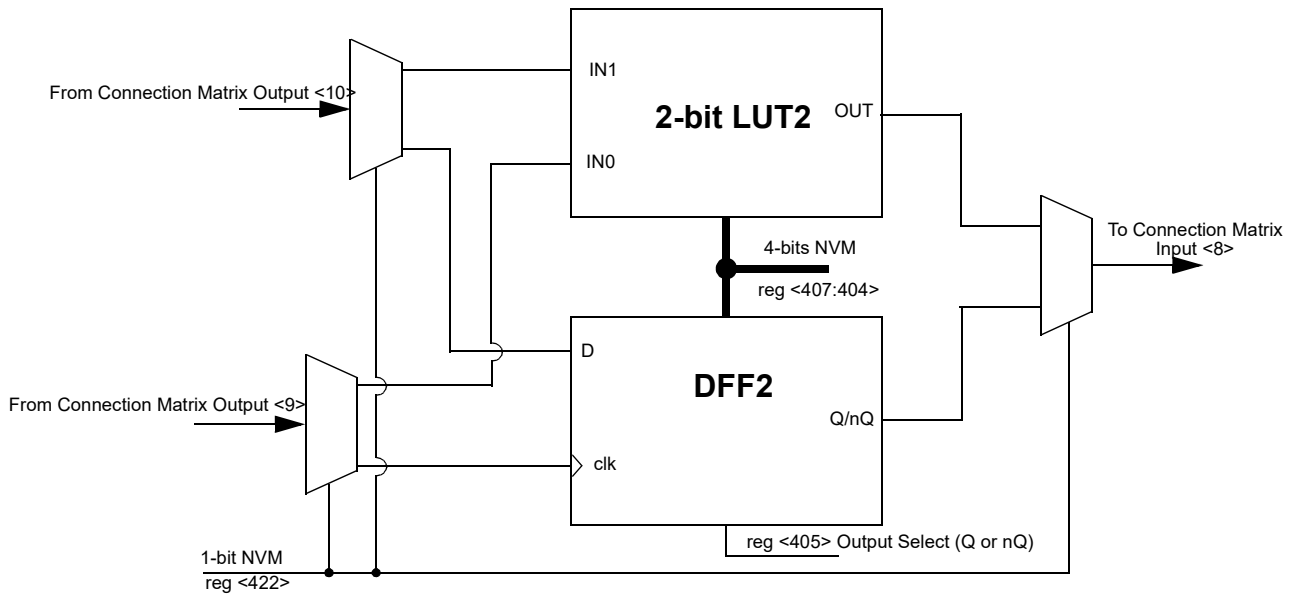 IN1
From Connection Matrix Output <10>
2-bit LUT2
OUT
IN0
To Connection Matrix
Input <8>
4-bits NVM
reg <407:404>
D
DFF2
From Connection Matrix Output <9>
Q/nQ
clk
reg <405> Output Select (Q or nQ)
1-bit NVM
reg <422>